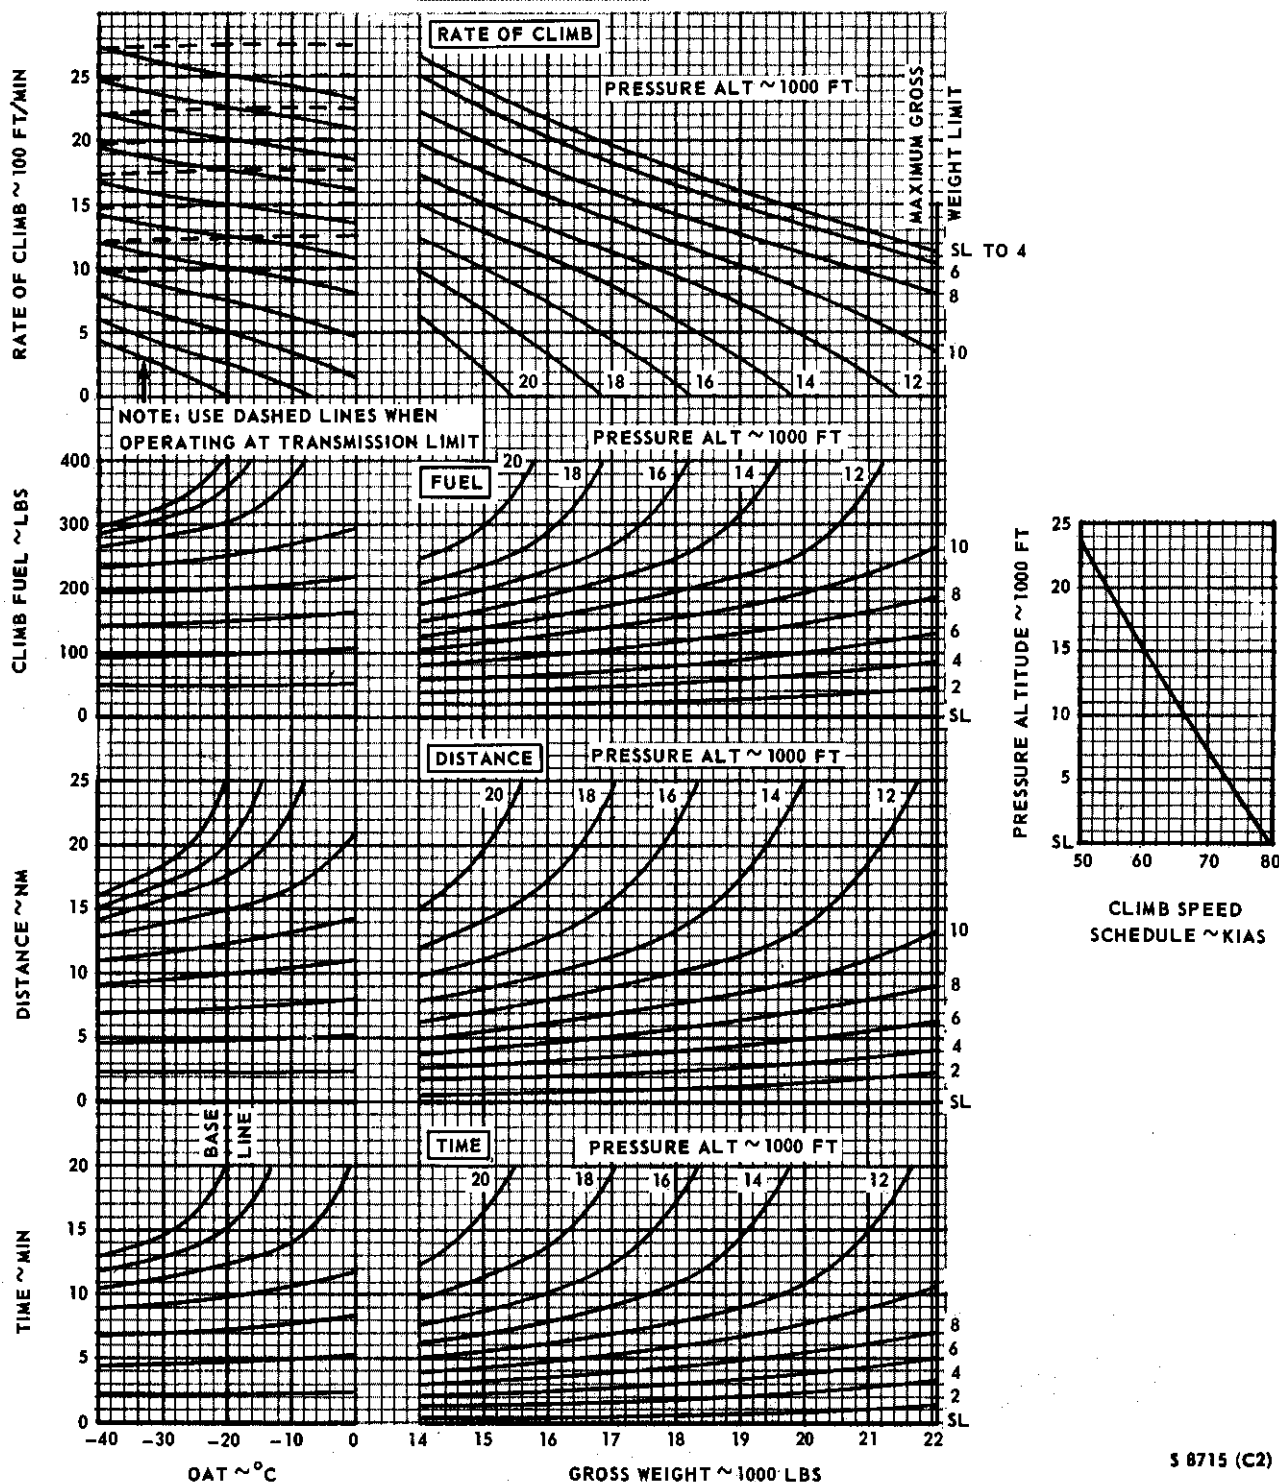 RATE OF CLIMB
PRESSURE ALT ~ 1000 FT
MAXIMUM GROSS
WEIGHT LIMIT
RATE OF CLIMB ~ 100 FT/MIN
25
20
15
10
5
0
SL TO 4
6
8
10
20
18
16
14
12
NOTE: USE DASHED LINES WHEN
OPERATING AT TRANSMISSION LIMIT
PRESSURE ALT ~ 1000 FT
FUEL
CLIMB FUEL ~ LBS
400
300
200
100
0
20
18
16
14
12
10
8
6
4
2
SL
DISTANCE
PRESSURE ALT ~ 1000 FT
DISTANCE ~ NM
25
20
15
10
5
0
20
18
16
14
12
10
8
6
4
2
SL
BASE
LINE
TIME
PRESSURE ALT ~ 1000 FT
TIME ~ MIN
20
15
10
5
0
20
18
16
14
12
8
6
4
2
SL
-40 -30 -20 -10 0
OAT ~ °C
14 15 16 17 18 19 20 21 22
GROSS WEIGHT ~ 1000 LBS
PRESSURE ALTITUDE ~ 1000 FT
25
20
15
10
5
SL
50 60 70 80
CLIMB SPEED
SCHEDULE ~ KIAS
S 8715 (C2)